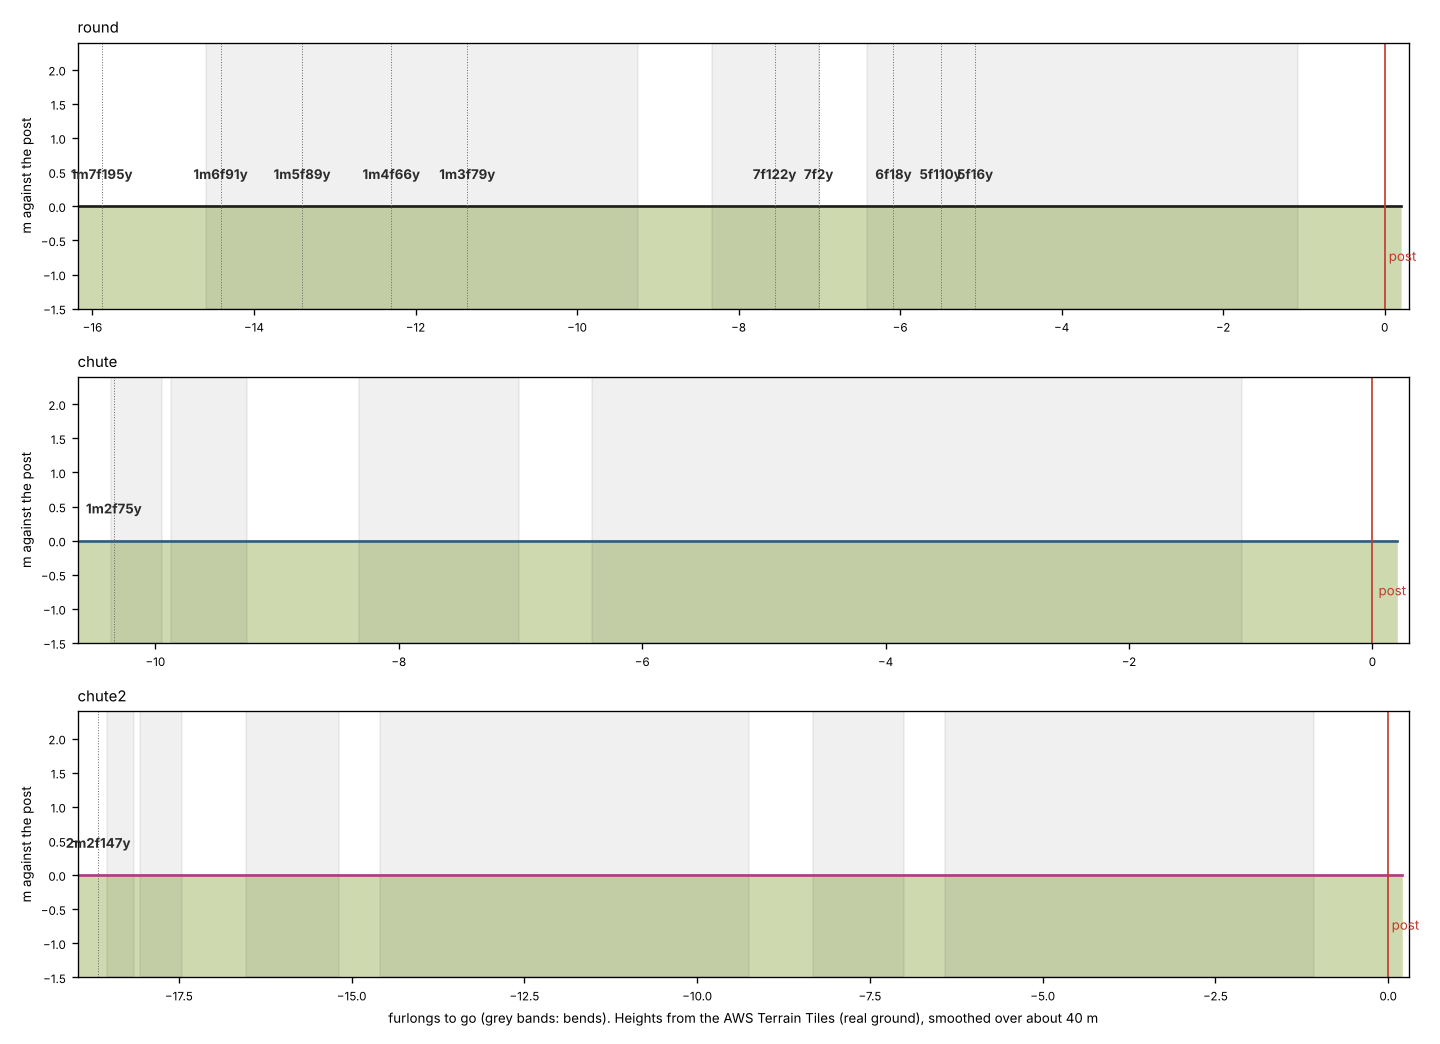 round
m against the post
2.0
1.5
1.0
0.5
0.0
−0.5
−1.0
−1.5
1m7f195y 1m6f91y 1m5f89y 1m4f66y 1m3f79y 7f122y 7f2y 6f18y 5f110y 5f16y
post
−16 −14 −12 −10 −8 −6 −4 −2 0
chute
m against the post
2.0
1.5
1.0
0.5
0.0
−0.5
−1.0
−1.5
1m2f75y
post
−10 −8 −6 −4 −2 0
chute2
m against the post
2.0
1.5
1.0
0.5
0.0
−0.5
−1.0
−1.5
2m2f147y
post
−17.5 −15.0 −12.5 −10.0 −7.5 −5.0 −2.5 0.0
furlongs to go (grey bands: bends). Heights from the AWS Terrain Tiles (real ground), smoothed over about 40 m